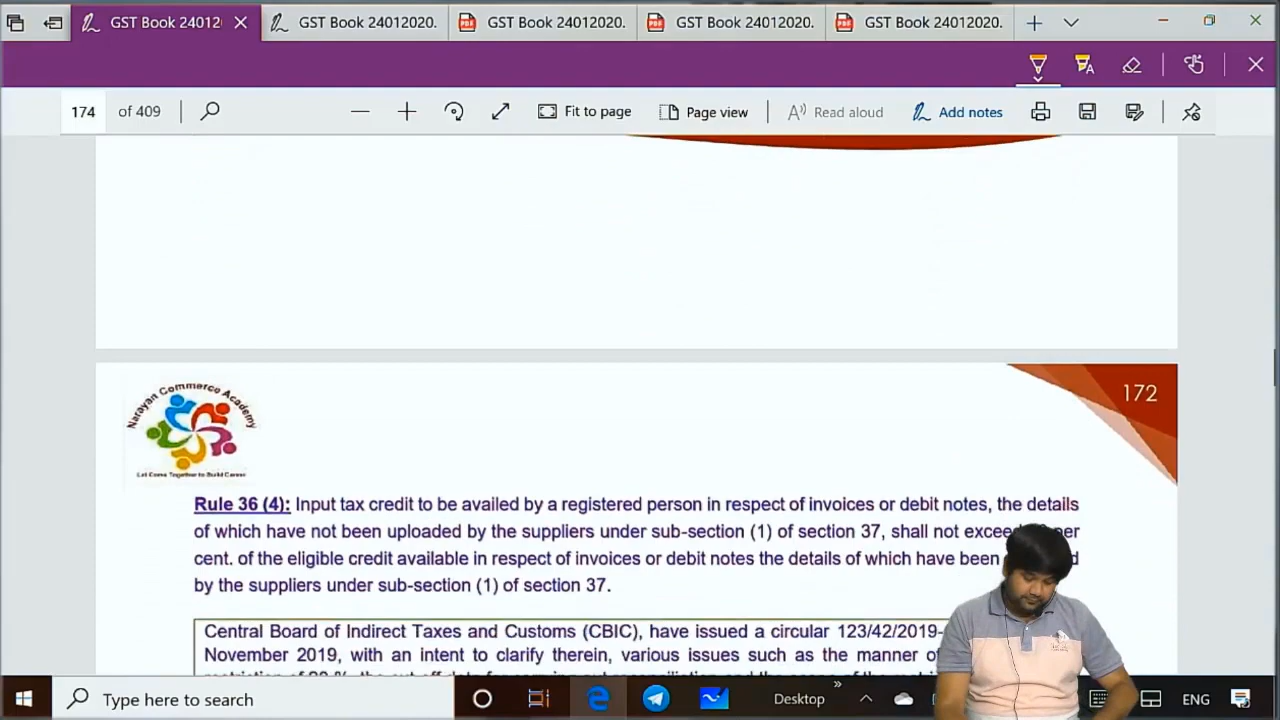 GST Book 24012
GST Book 24012020.
GST Book 24012020.
GST Book 24012020.
GST Book 24012020.
174 of 409
Fit to page
Page view
Read aloud
Add notes
Narayan Commerce Academy
Let Come Together to Build Career
172
Rule 36 (4): Input tax credit to be availed by a registered person in respect of invoices or debit notes, the details
of which have not been uploaded by the suppliers under sub-section (1) of section 37, shall not per
cent. of the eligible credit available in respect of invoices or debit notes the details of which have been
by the suppliers under sub-section (1) of section 37.
Central Board of Indirect Taxes and Customs (CBIC), have issued a circular 123/42/2019-
November 2019, with an intent to clarify therein, various issues such as the manner
Type here to search
Desktop
ENG